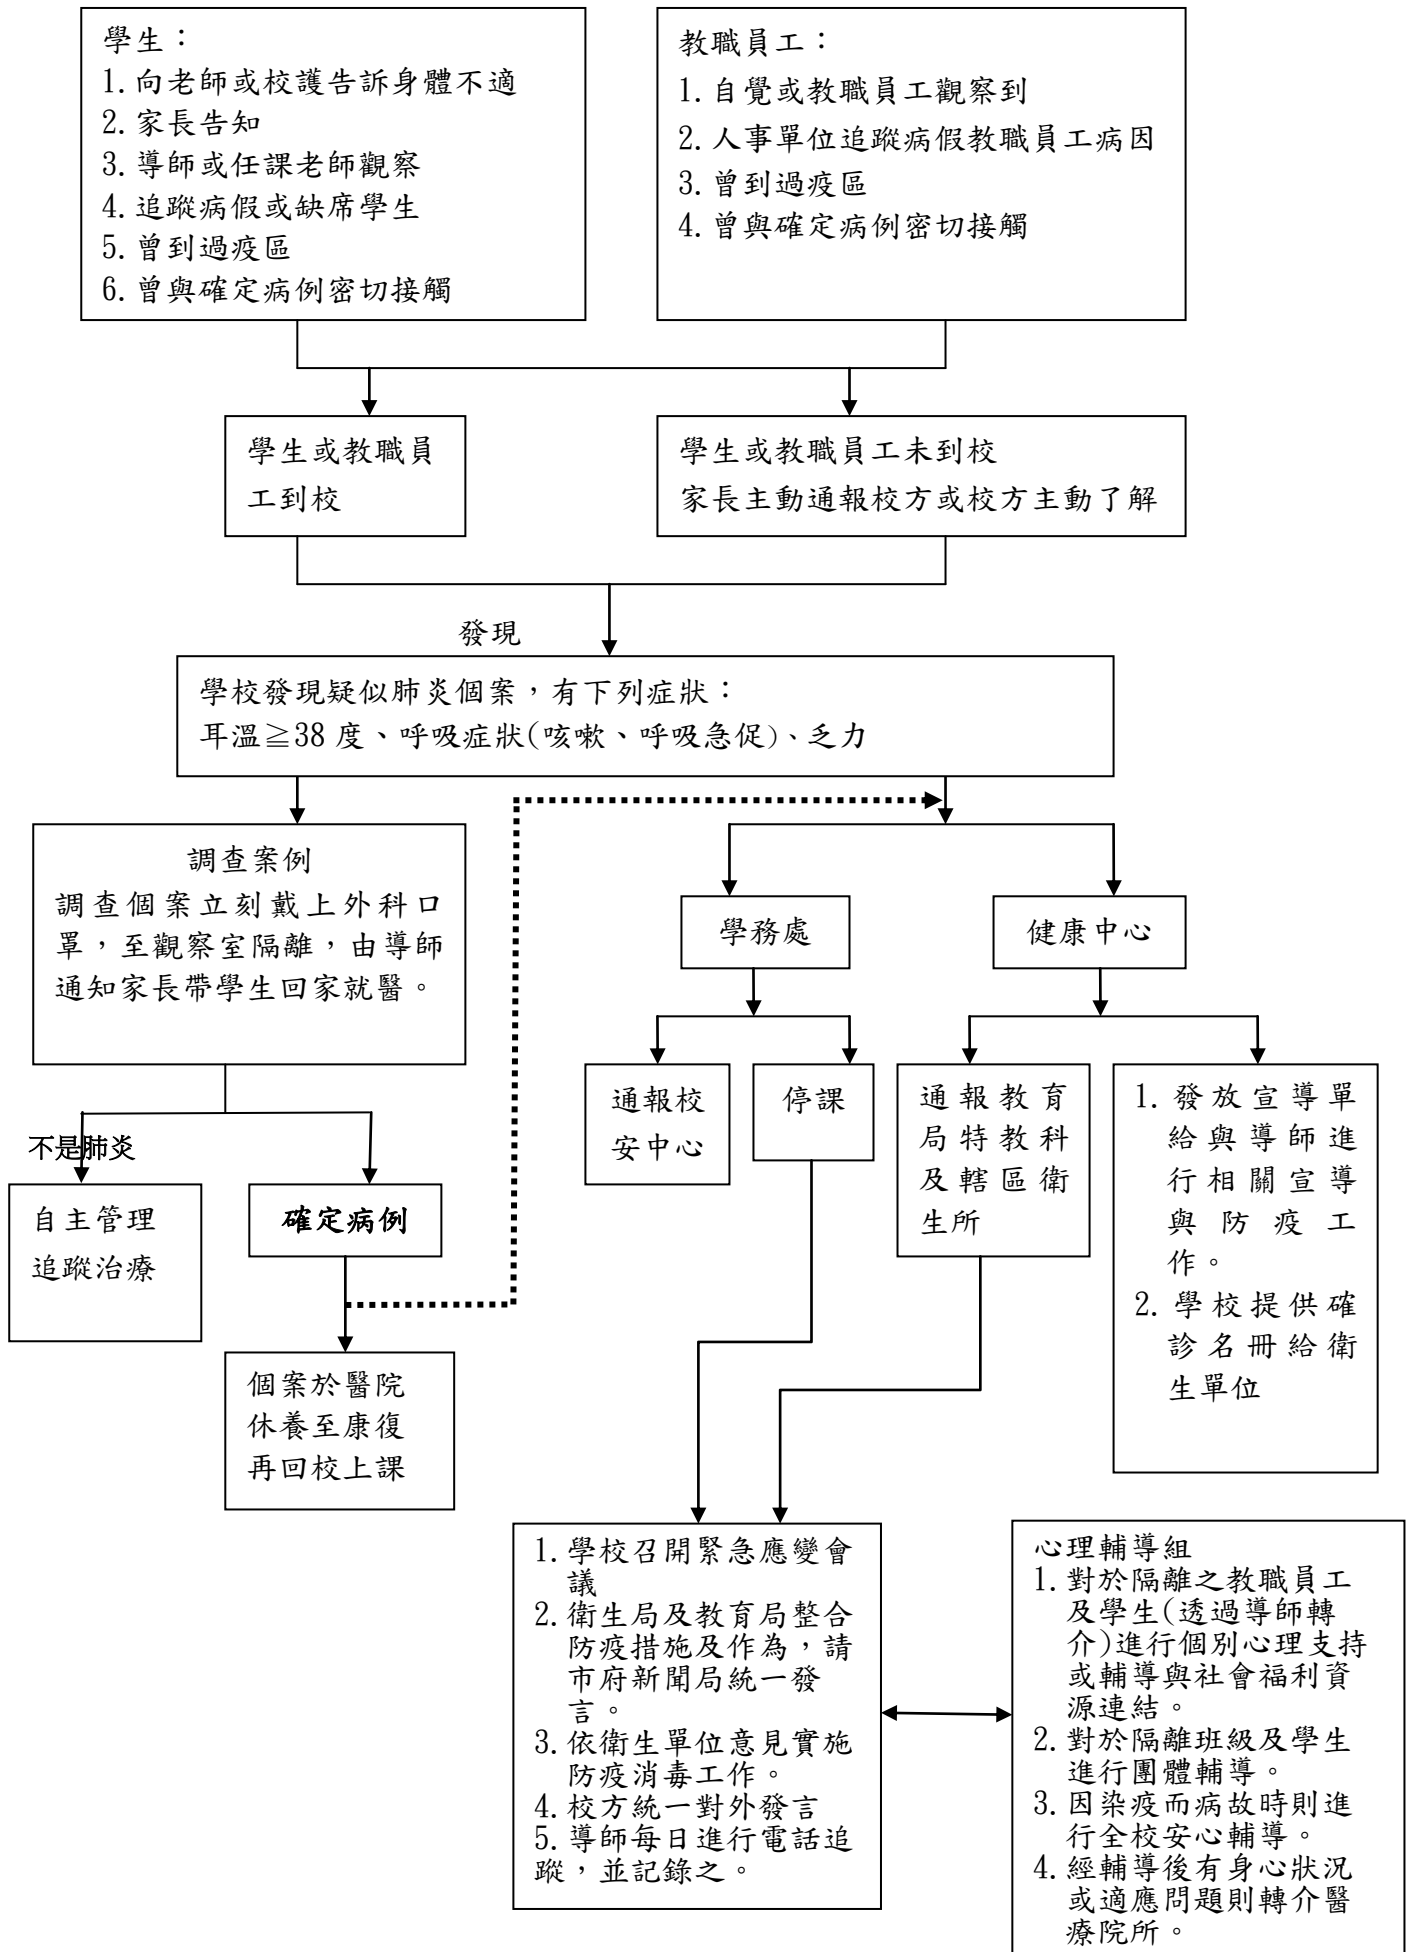 學生：
1.向老師或校護告訴身體不適
2.家長告知
3.導師或任課老師觀察
4.追蹤病假或缺席學生
5.曾到過疫區
6.曾與確定病例密切接觸
教職員工：
1.自覺或教職員工觀察到
2.人事單位追蹤病假教職員工病因
3.曾到過疫區
4.曾與確定病例密切接觸
學生或教職員
工到校
學生或教職員工未到校
家長主動通報校方或校方主動了解
發現
學校發現疑似肺炎個案，有下列症狀：
耳溫≧38度、呼吸症狀(咳嗽、呼吸急促)、乏力
調查案例
調查個案立刻戴上外科口
罩，至觀察室隔離，由導師
通知家長帶學生回家就醫。
學務處
健康中心
不是肺炎
自主管理
追蹤治療
確定病例
個案於醫院
休養至康復
再回校上課
通報校
安中心
停課
通報教育
局特教科
及轄區衛
生所
1.發放宣導單
給與導師進
行相關宣導
與防疫工
作。
2.學校提供確
診名冊給衛
生單位
1.學校召開緊急應變會
議
2.衛生局及教育局整合
防疫措施及作為，請
市府新聞局統一發
言。
3.依衛生單位意見實施
防疫消毒工作。
4.校方統一對外發言
5.導師每日進行電話追
蹤，並記錄之。
心理輔導組
1.對於隔離之教職員工
及學生(透過導師轉
介)進行個別心理支持
或輔導與社會福利資
源連結。
2.對於隔離班級及學生
進行團體輔導。
3.因染疫而病故時則進
行全校安心輔導。
4.經輔導後有身心狀況
或適應問題則轉介醫
療院所。